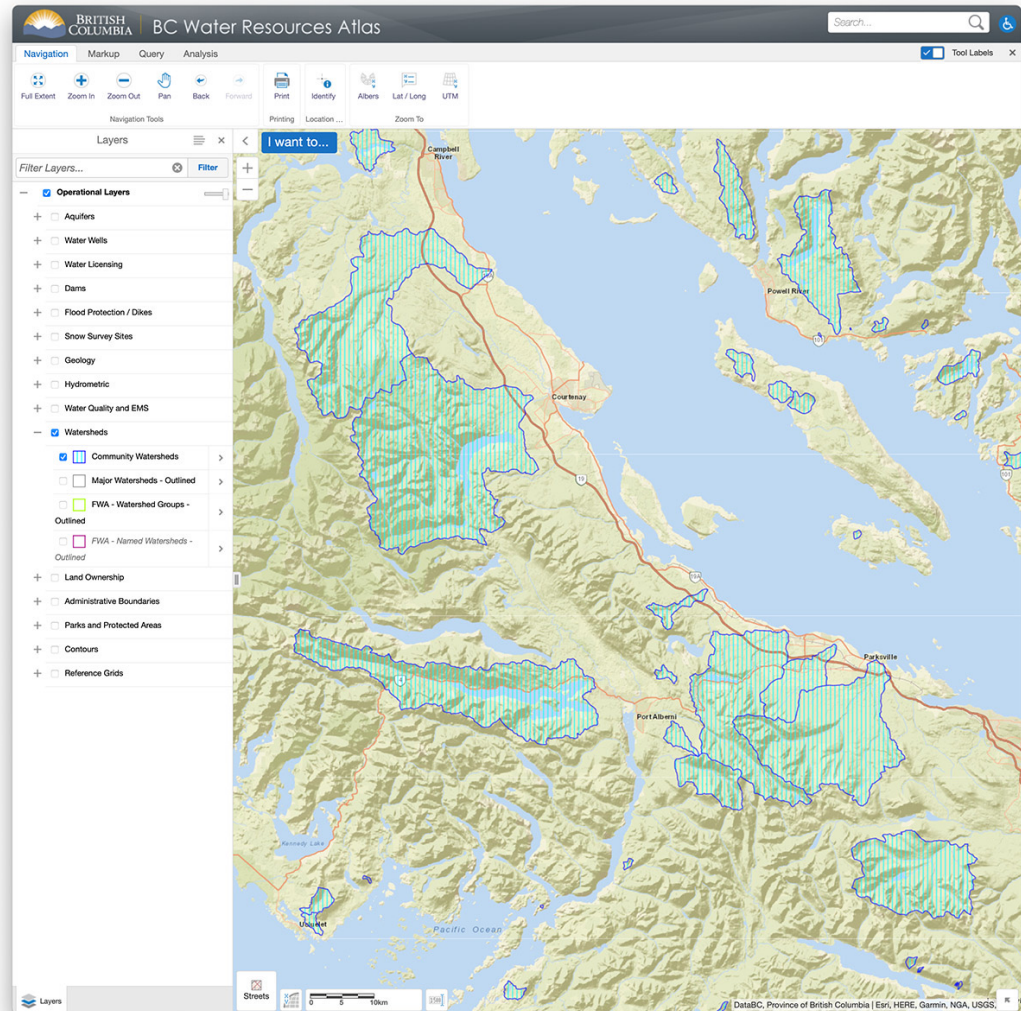 BRITISH
COLUMBIA
BC Water Resources Atlas
Search...
Navigation Markup Query Analysis
Tool Labels
Full Extent Zoom In Zoom Out Pan Back Forward Print Identify Albers Lat / Long UTM
Navigation Tools Printing Location ... Zoom To
Layers
I want to...
Filter Layers... Filter
Operational Layers
Aquifers
Water Wells
Water Licensing
Dams
Flood Protection / Dikes
Snow Survey Sites
Geology
Hydrometric
Water Quality and EMS
Watersheds
Community Watersheds
Major Watersheds - Outlined
FWA - Watershed Groups -
Outlined
FWA - Named Watersheds -
Outlined
Land Ownership
Administrative Boundaries
Parks and Protected Areas
Contours
Reference Grids
Campbell
River
Powell River
101
Courtenay
19
101
19A
Parksville
4
Port Alberni
Kennedy Lake
Ucluelet
Pacific Ocean
Streets
0 5 10km
Layers
DataBC, Province of British Columbia | Esri, HERE, Garmin, NGA, USGS,